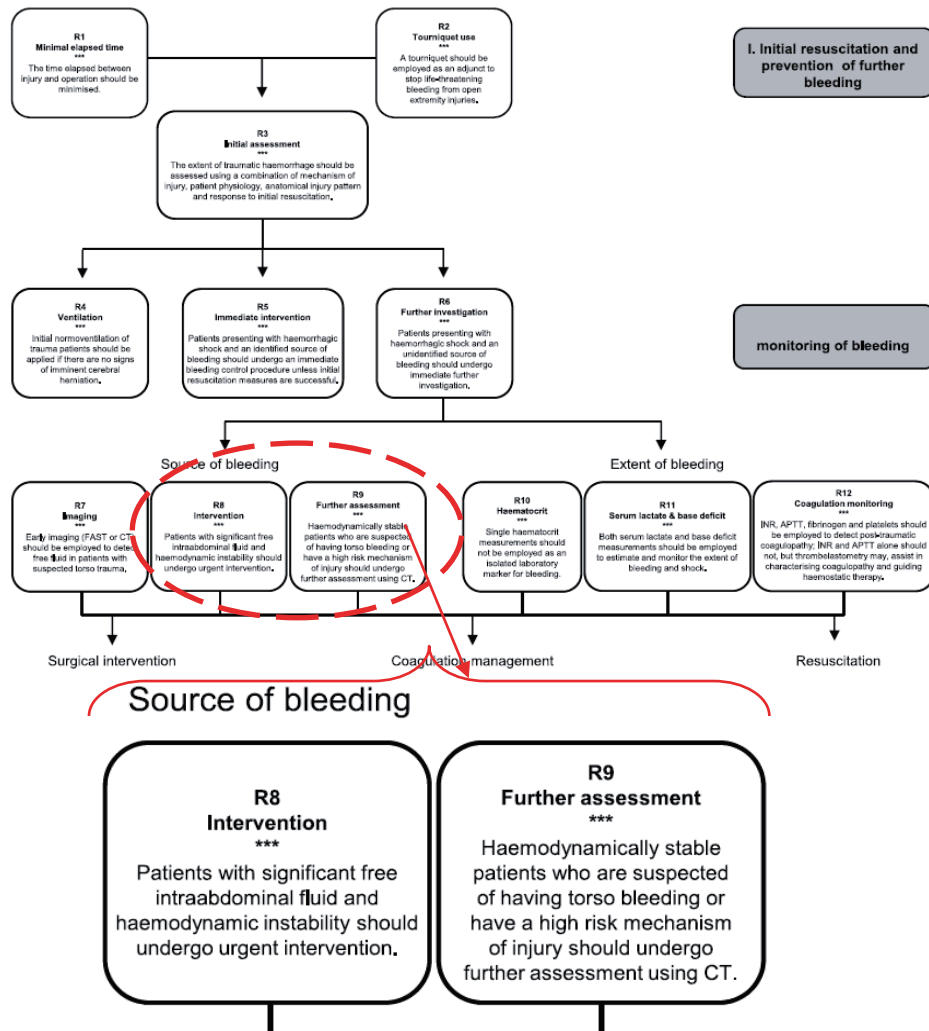 R1
Minimal elapsed time
***
The time elapsed between
injury and operation should be
minimised.
R2
Tourniquet use
***
A tourniquet should be
employed as an adjunct to
stop life-threatening
bleeding from open
extremity injuries.
I. Initial resuscitation and
prevention of further
bleeding
R3
Initial assessment
***
The extent of traumatic haemorrhage should be
assessed using a combination of mechanism of
injury, patient physiology, anatomical injury pattern
and response to initial resuscitation.
R4
Ventilation
***
Initial normoventilation of
trauma patients should be
applied if there are no signs
of imminent cerebral
herniation.
R5
Immediate intervention
***
Patients presenting with haemorrhagic
shock and an identified source of
bleeding should undergo an immediate
bleeding control procedure unless initial
resuscitation measures are successful.
R6
Further investigation
***
Patients presenting with
haemorrhagic shock and an
unidentified source of
bleeding should undergo
immediate further
investigation.
monitoring of bleeding
Source of bleeding
Extent of bleeding
R7
Imaging
***
Early imaging (FAST or CT)
should be employed to detect
free fluid in patients with
suspected torso trauma.
R8
Intervention
***
Patients with significant free
intraabdominal fluid and
haemodynamic instability should
undergo urgent intervention.
R9
Further assessment
***
Haemodynamically stable
patients who are suspected
of having torso bleeding or
have a high risk mechanism
of injury should undergo
further assessment using CT.
R10
Haematocrit
***
Single haematocrit
measurements should
not be employed as an
isolated laboratory
marker for bleeding.
R11
Serum lactate & base deficit
***
Both serum lactate and base deficit
measurements should be employed
to estimate and monitor the extent
of bleeding and shock.
R12
Coagulation monitoring
***
INR, APTT, fibrinogen and platelets should
be employed to detect post-traumatic
coagulopathy; INR and APTT alone should
not, but thrombelastometry may, assist in
characterising coagulopathy and guiding
haemostatic therapy.
Surgical intervention
Coagulation management
Resuscitation
Source of bleeding
R8
Intervention
***
Patients with significant free
intraabdominal fluid and
haemodynamic instability should
undergo urgent intervention.
R9
Further assessment
***
Haemodynamically stable
patients who are suspected
of having torso bleeding or
have a high risk mechanism
of injury should undergo
further assessment using CT.